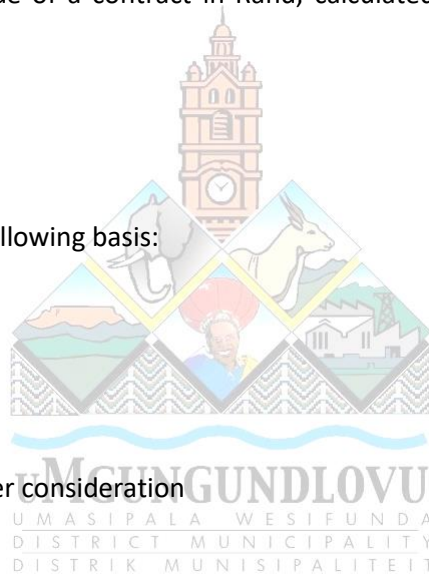 ue of a contract in Rand, calculated
llowing basis:
er consideration
uMGUNGUNDLOVU
UMASIPALA WESIFUNDA
DISTRICT MUNICIPALITY
DISTRIK MUNISIPALITEIT